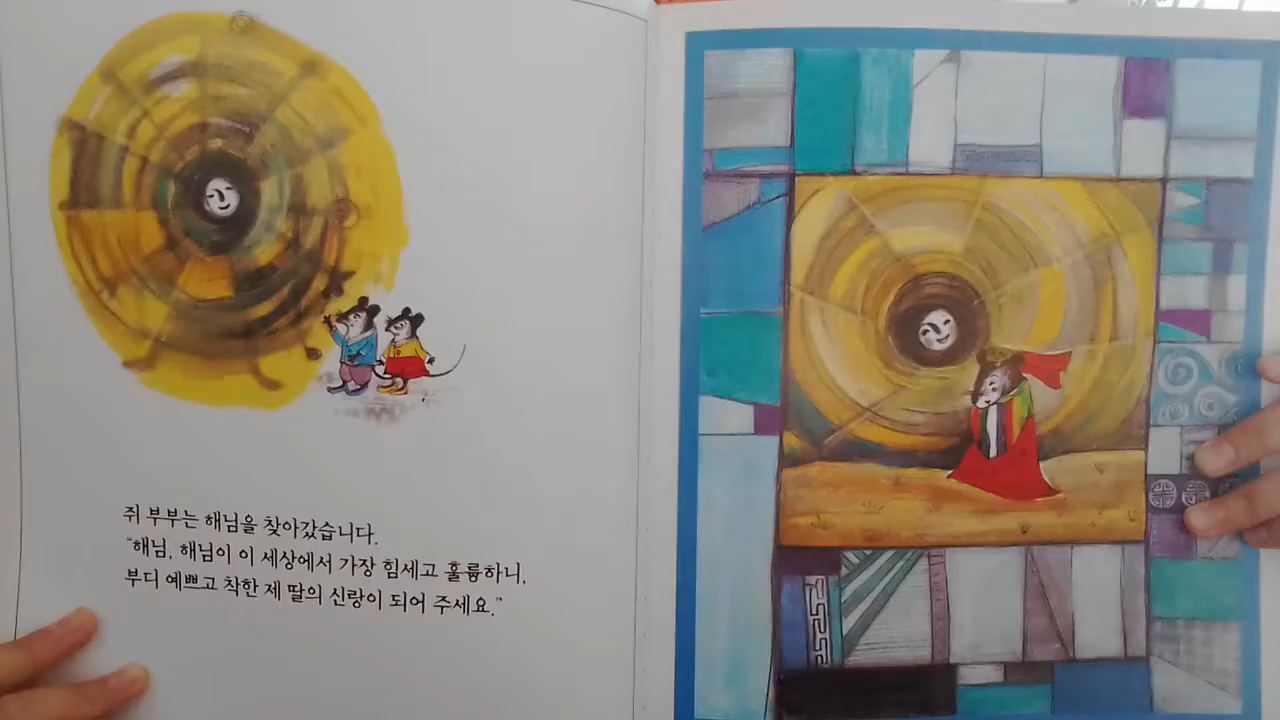 쥐 부부는 해님을 찾아갔습니다.
“해님, 해님이 이 세상에서 가장 힘세고 훌륭하니,
부디 예쁘고 착한 제 딸의 신랑이 되어 주세요.”